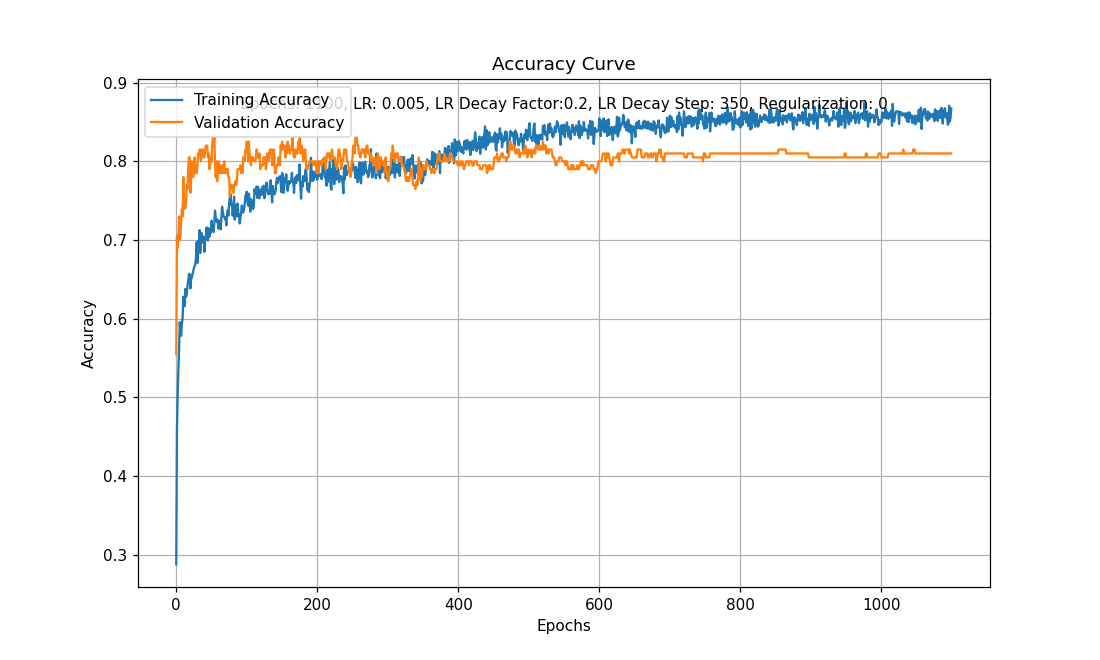 Accuracy Curve
Epochs: 1100, LR: 0.005, LR Decay Factor:0.2, LR Decay Step: 350, Regularization: 0
Training Accuracy
Validation Accuracy
0.9
0.8
0.7
0.6
0.5
0.4
0.3
Accuracy
0
200
400
600
800
1000
Epochs